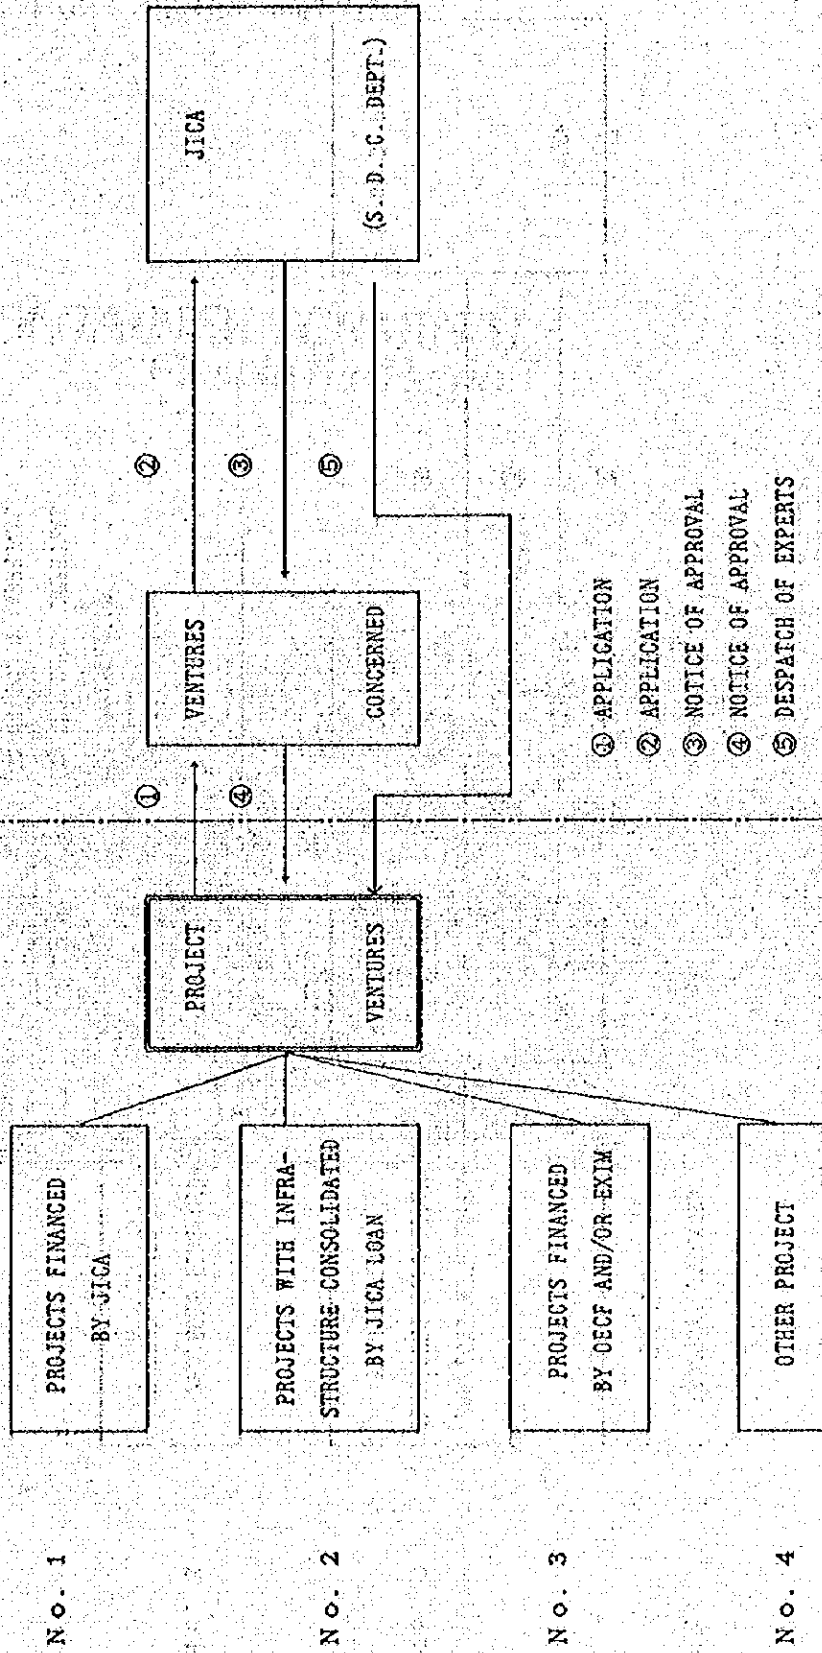 No. 1
PROJECTS FINANCED
BY JICA
No. 2
PROJECTS WITH INFRA-
STRUCTURE CONSOLIDATED
BY JICA LOAN
No. 3
PROJECTS FINANCED
BY OECF AND/OR EXIM
No. 4
OTHER PROJECT
PROJECT
VENTURES
①
④
VENTURES
CONCERNED
②
③
⑤
JICA
(S. D. C. DEPT.)
① APPLICATION
② APPLICATION
③ NOTICE OF APPROVAL
④ NOTICE OF APPROVAL
⑤ DESPATCH OF EXPERTS